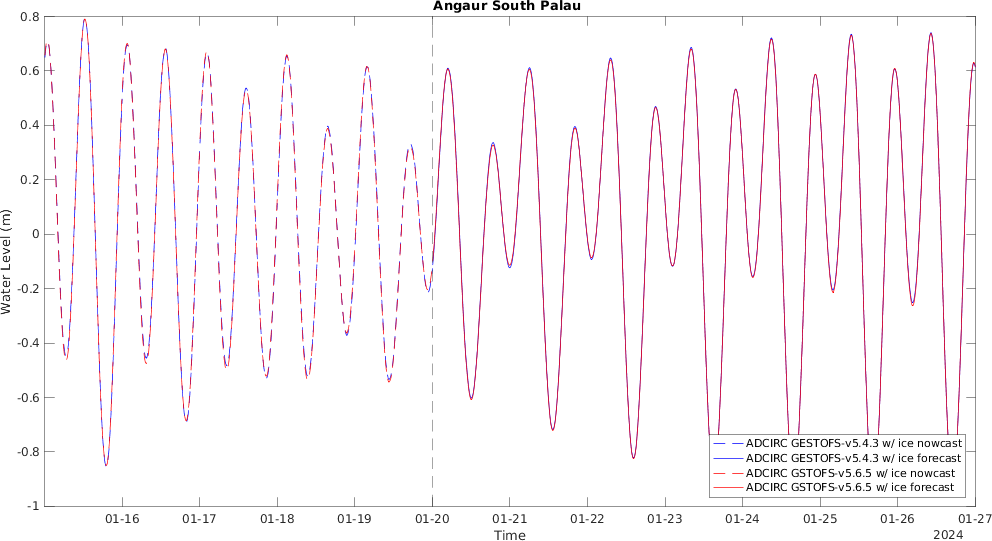 Angaur South Palau
0.8
0.6
0.4
0.2
0
-0.2
-0.4
-0.6
-0.8
-1
Water Level (m)
ADCIRC GESTOFS-v5.4.3 w/ ice nowcast
ADCIRC GESTOFS-v5.4.3 w/ ice forecast
ADCIRC GSTOFS-v5.6.5 w/ ice nowcast
ADCIRC GSTOFS-v5.6.5 w/ ice forecast
01-16 01-17 01-18 01-19 01-20 01-21 01-22 01-23 01-24 01-25 01-26 01-27
Time
2024